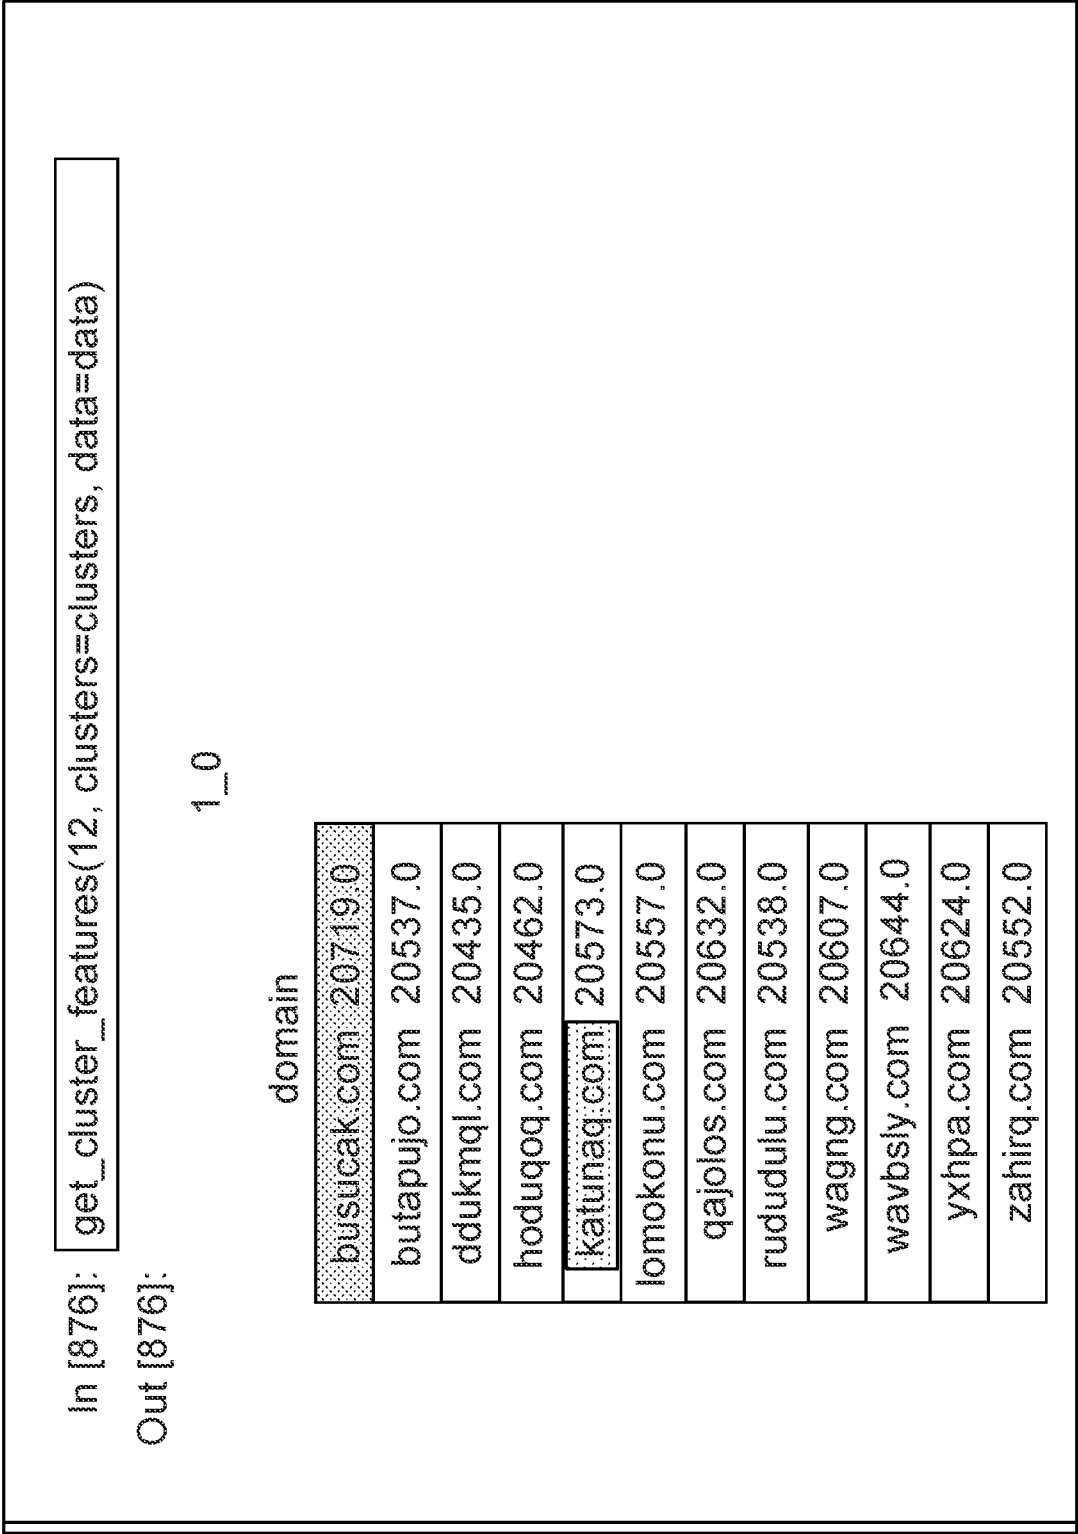 In [876]: get_cluster_features(12, clusters=clusters, data=data)
Out [876]:
1_0
domain
busucak.com 20719.0
butapujo.com 20537.0
ddukmql.com 20435.0
hoduqoq.com 20462.0
katunaq.com 20573.0
lomokonu.com 20557.0
qajolos.com 20632.0
rududulu.com 20538.0
wagng.com 20607.0
wavbsly.com 20644.0
yxhpa.com 20624.0
zahirq.com 20552.0